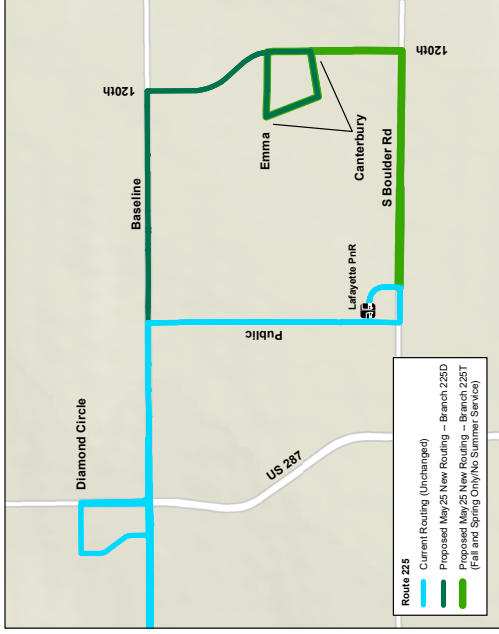 120th
Baseline
Emma
120th
Canterbury
S Boulder Rd
Lafayette PnR
Public
Diamond Circle
US 287
Route 225
Current Routing (Unchanged)
Proposed May25 New Routing -- Branch 225D
Proposed May25 New Routing -- Branch 225T
(Fall and Spring Only/No Summer Service)